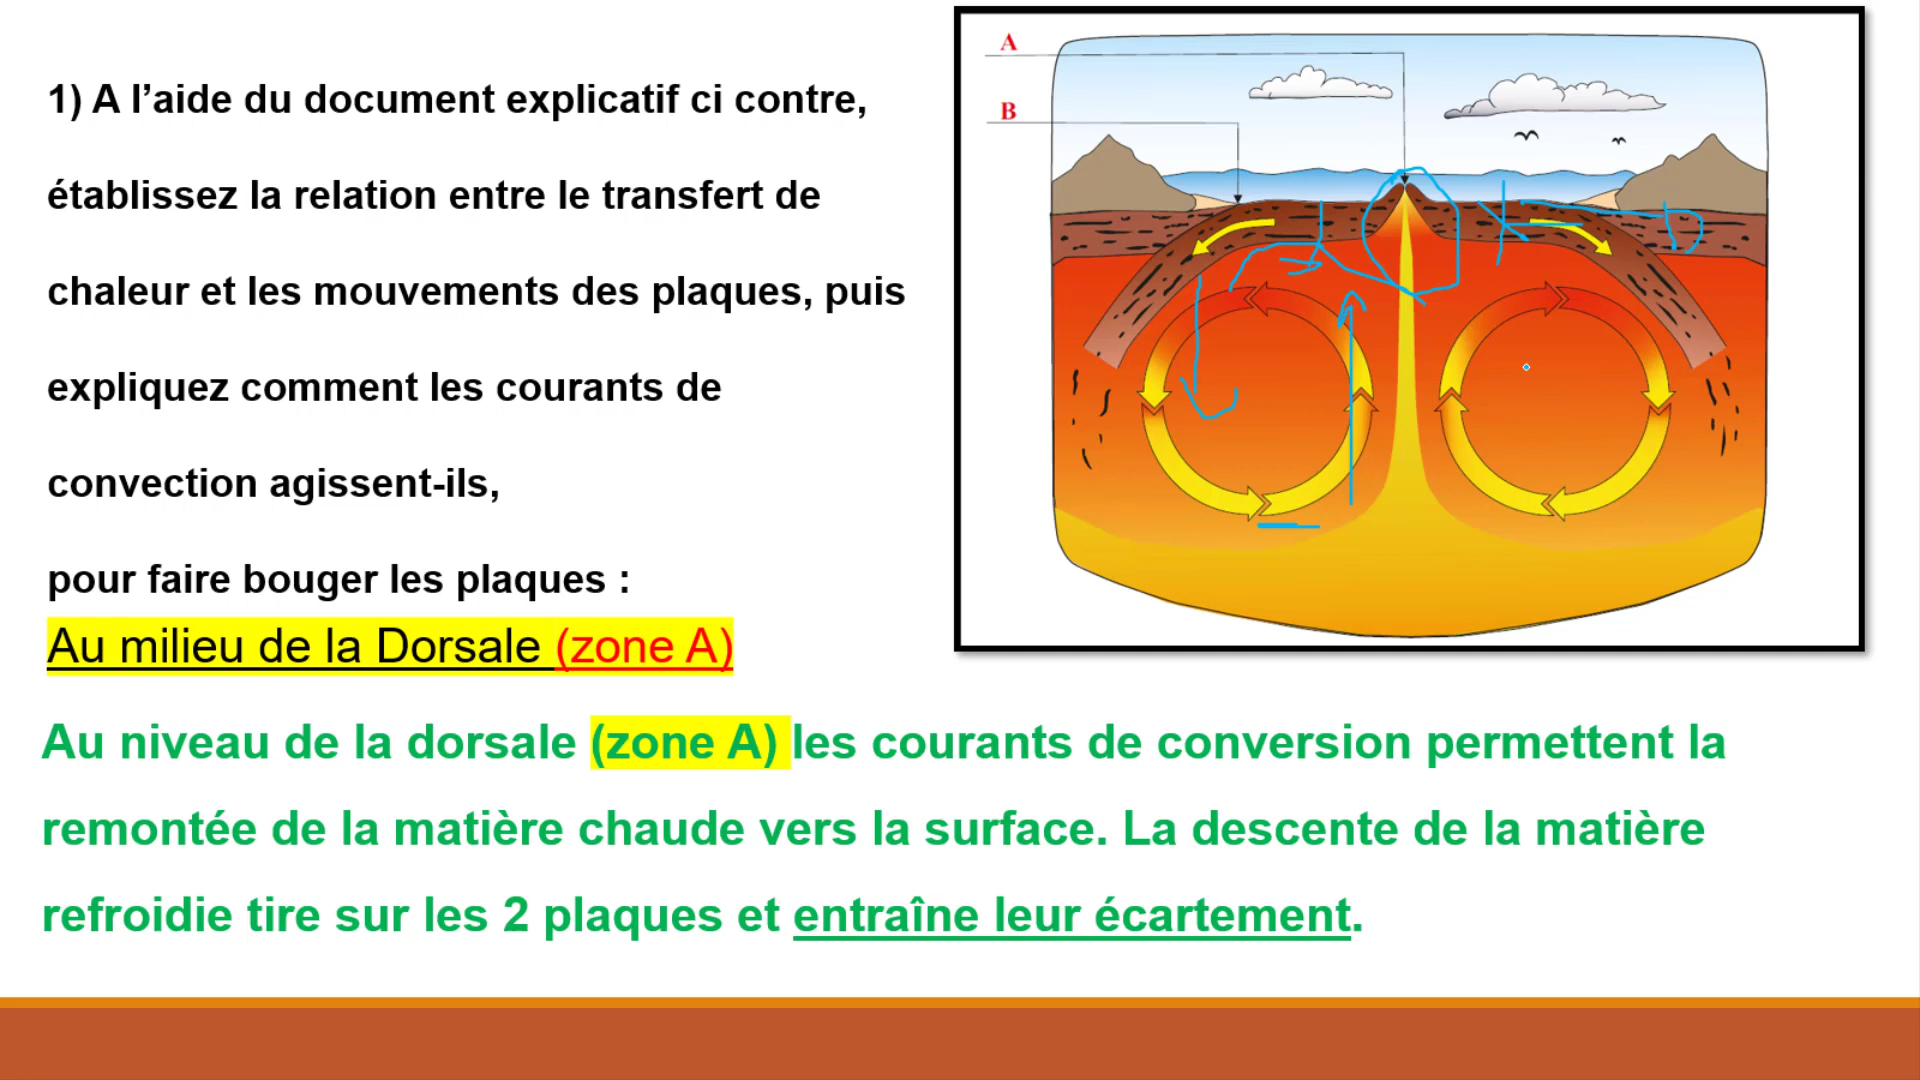 1) A l’aide du document explicatif ci contre,
établissez la relation entre le transfert de
chaleur et les mouvements des plaques, puis
expliquez comment les courants de
convection agissent-ils,
pour faire bouger les plaques :
Au milieu de la Dorsale (zone A)
A
B
Au niveau de la dorsale (zone A) les courants de conversion permettent la
remontée de la matière chaude vers la surface. La descente de la matière
refroidie tire sur les 2 plaques et entraîne leur écartement.